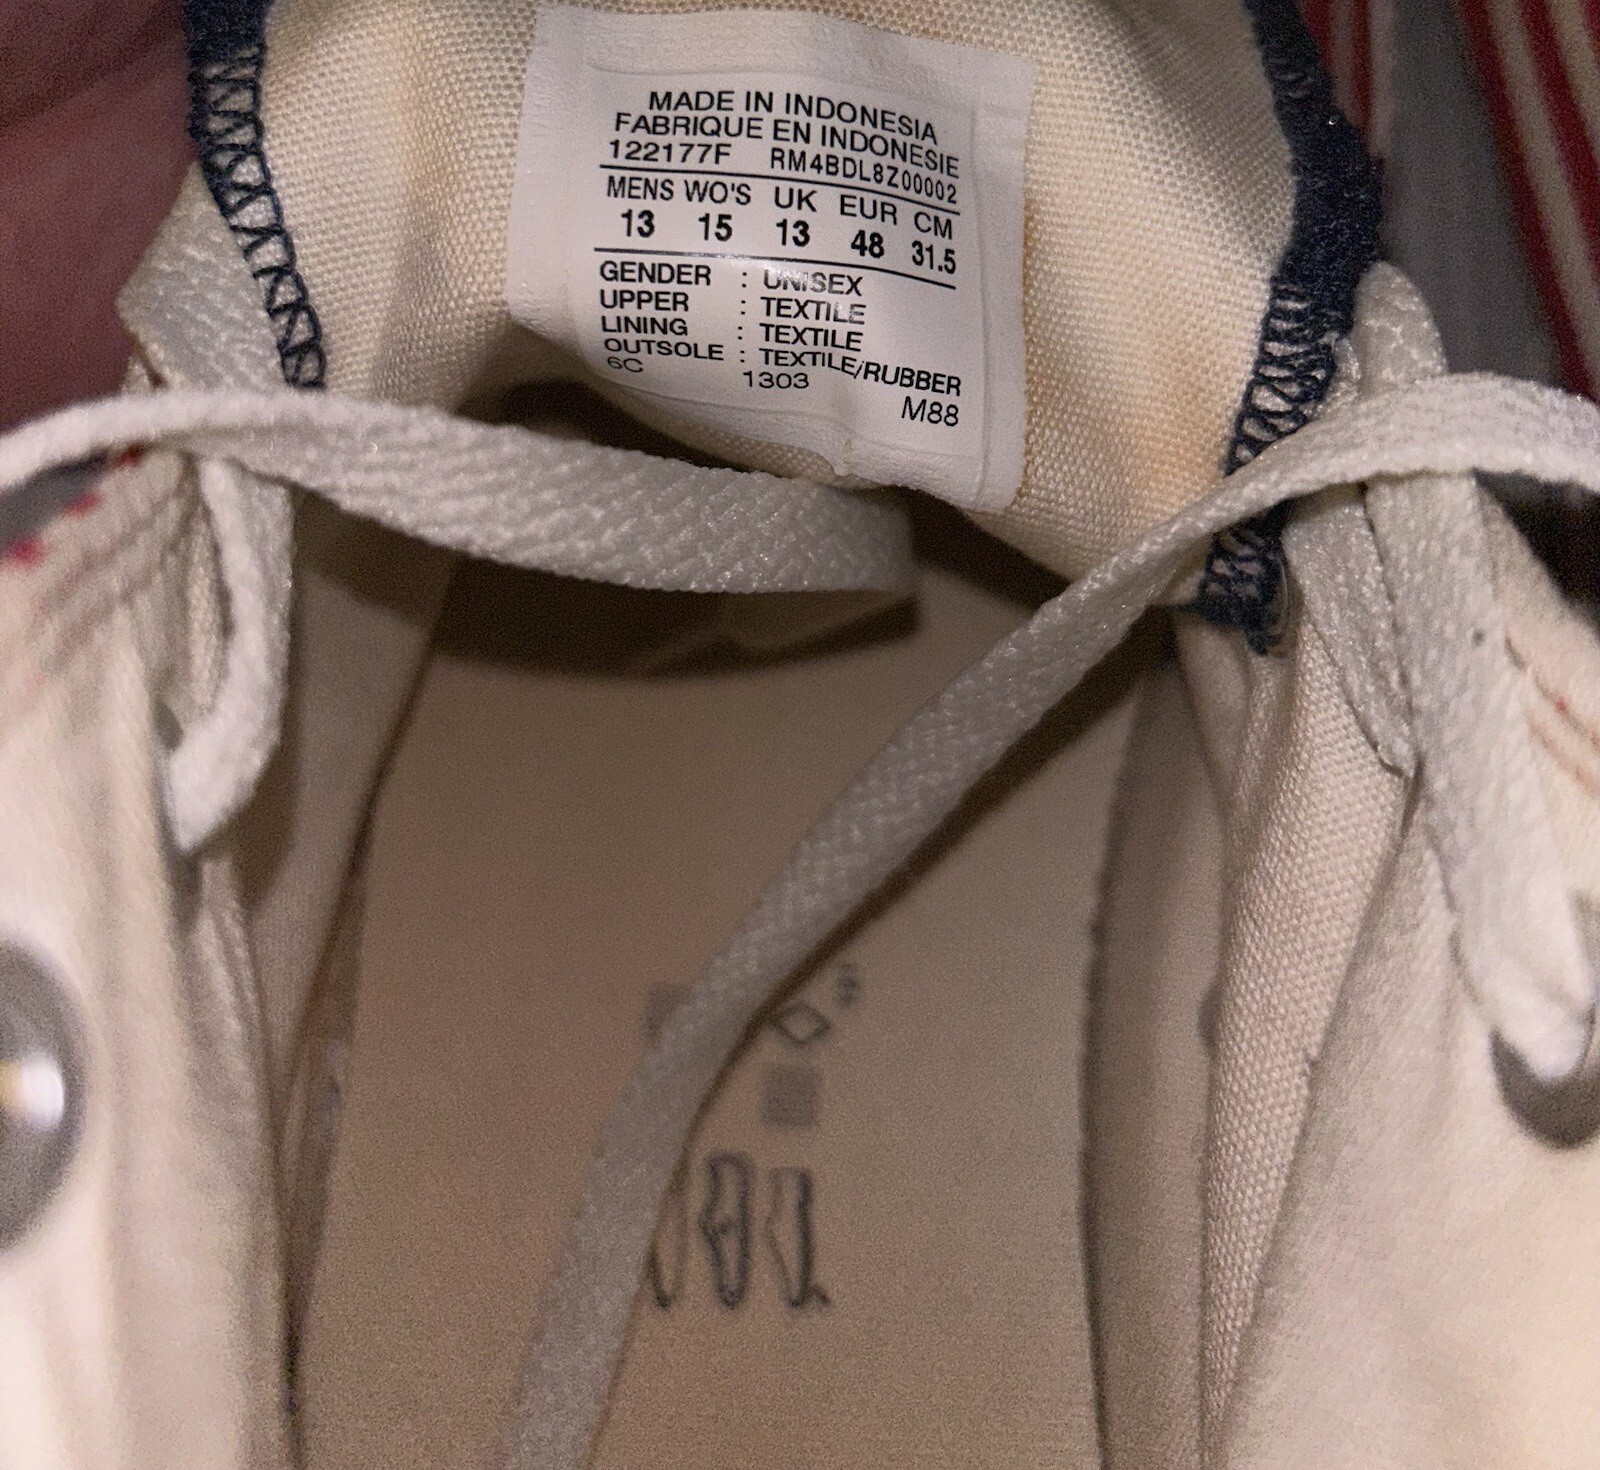 MADE IN INDONESIA
FABRIQUE EN INDONESIE
122177F RM4BDL8Z00002
MENS WO'S UK EUR CM
13 15 13 48 31.5
GENDER : UNISEX
UPPER : TEXTILE
LINING : TEXTILE
OUTSOLE : TEXTILE/RUBBER
6C 1303 M88